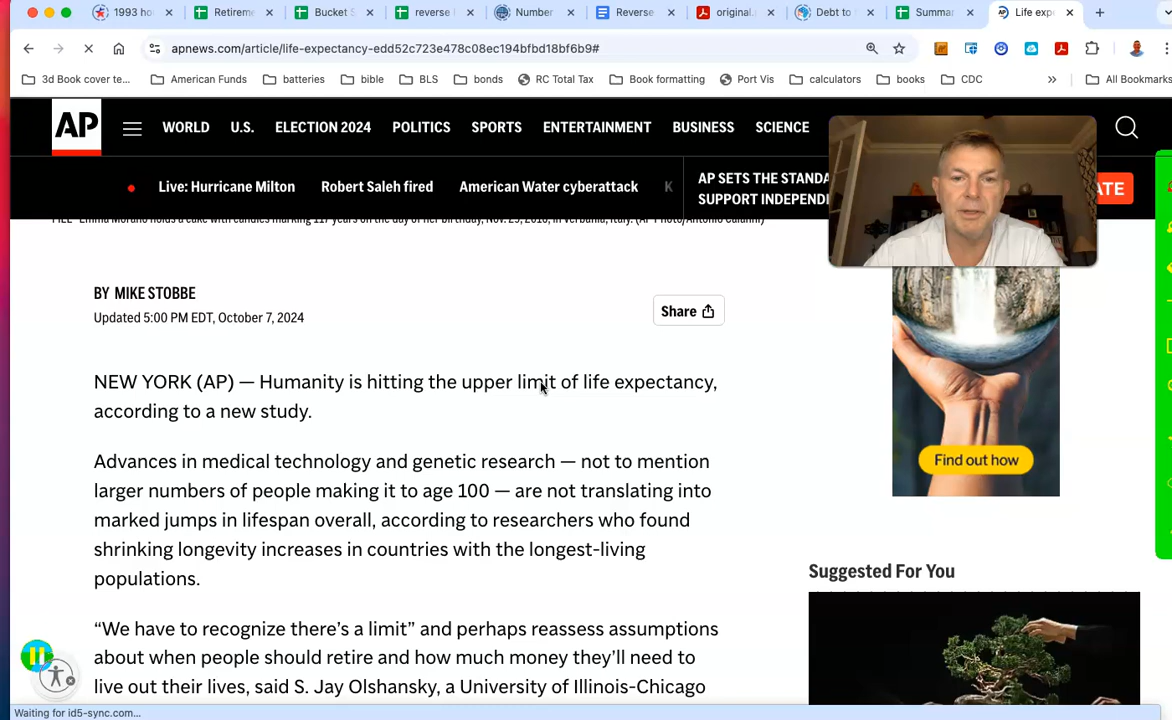 1993 ho
Retirem
Bucket S
reverse
Number
Reverse
original.
Debt to
Summar
Life exp
apnews.com/article/life-expectancy-edd52c723e478c08ec194bfbd18bf6b9#
3d Book cover te...
American Funds
batteries
bible
BLS
bonds
RC Total Tax
Book formatting
Port Vis
calculators
books
CDC
»
All Bookmarks
AP
WORLD
U.S.
ELECTION 2024
POLITICS
SPORTS
ENTERTAINMENT
BUSINESS
SCIENCE
Live: Hurricane Milton
Robert Saleh fired
American Water cyberattack
K
AP SETS THE STANDA
SUPPORT INDEPENDI
ATE
BY MIKE STOBBE
Updated 5:00 PM EDT, October 7, 2024
Share
NEW YORK (AP) — Humanity is hitting the upper limit of life expectancy,
according to a new study.
Advances in medical technology and genetic research — not to mention
larger numbers of people making it to age 100 — are not translating into
marked jumps in lifespan overall, according to researchers who found
shrinking longevity increases in countries with the longest-living
populations.
“We have to recognize there’s a limit” and perhaps reassess assumptions
about when people should retire and how much money they’ll need to
live out their lives, said S. Jay Olshansky, a University of Illinois-Chicago
Find out how
Suggested For You
Waiting for id5-sync.com...